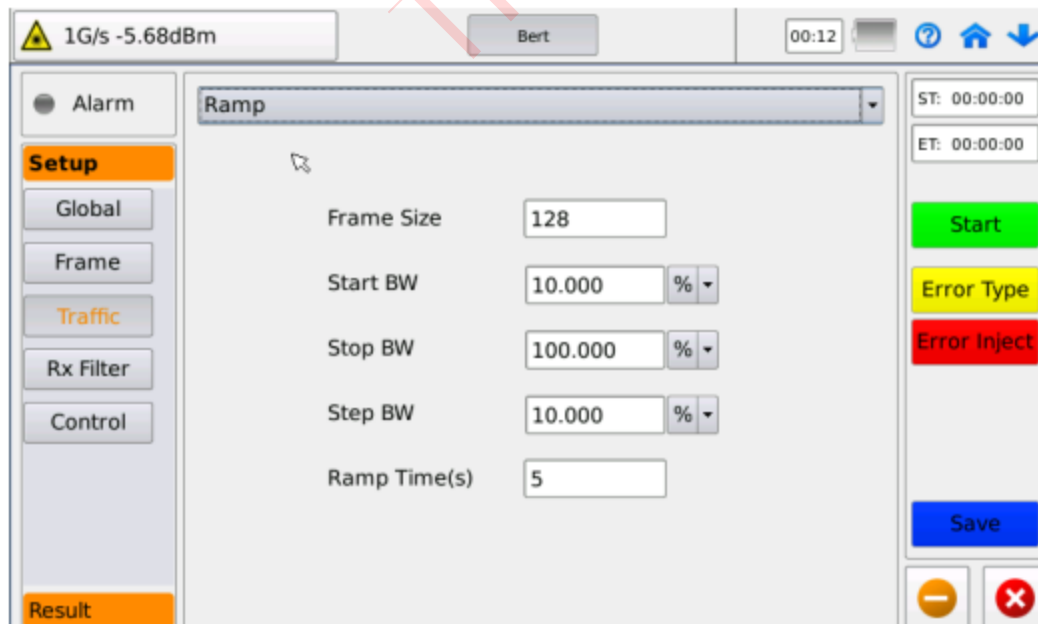 1G/s -5.68dBm
Bert
00:12
Alarm
Ramp
ST: 00:00:00
ET: 00:00:00
Setup
Global
Frame
Traffic
Rx Filter
Control
Result
Frame Size 128
Start BW 10.000 %
Stop BW 100.000 %
Step BW 10.000 %
Ramp Time(s) 5
Start
Error Type
Error Inject
Save